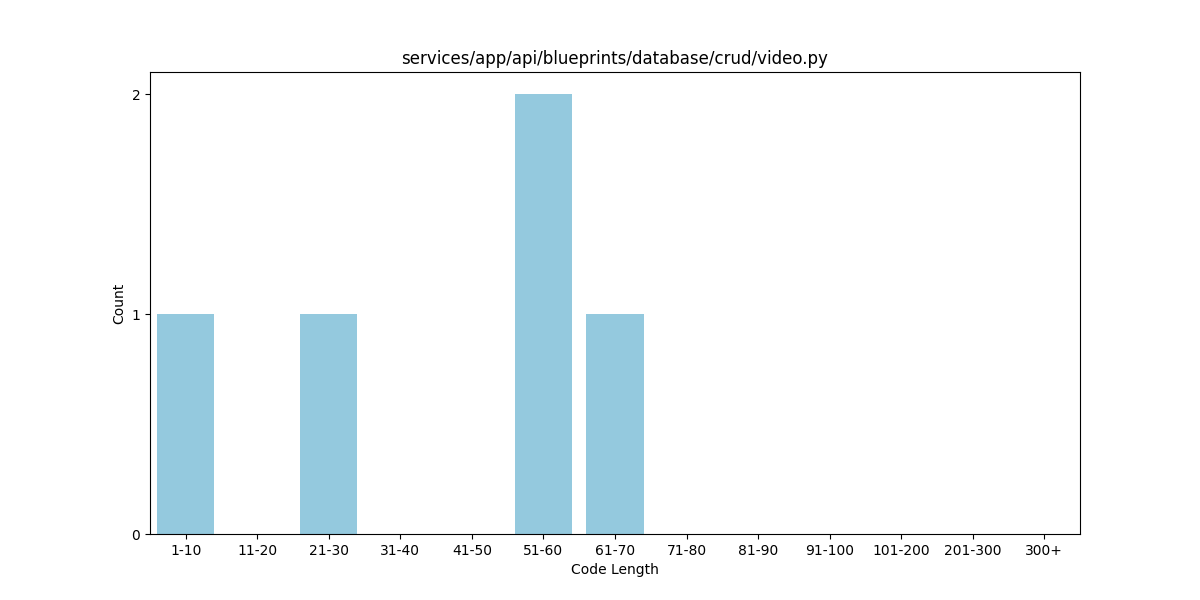 services/app/api/blueprints/database/crud/video.py
Count
2
1
0
1-10 11-20 21-30 31-40 41-50 51-60 61-70 71-80 81-90 91-100 101-200 201-300 300+
Code Length